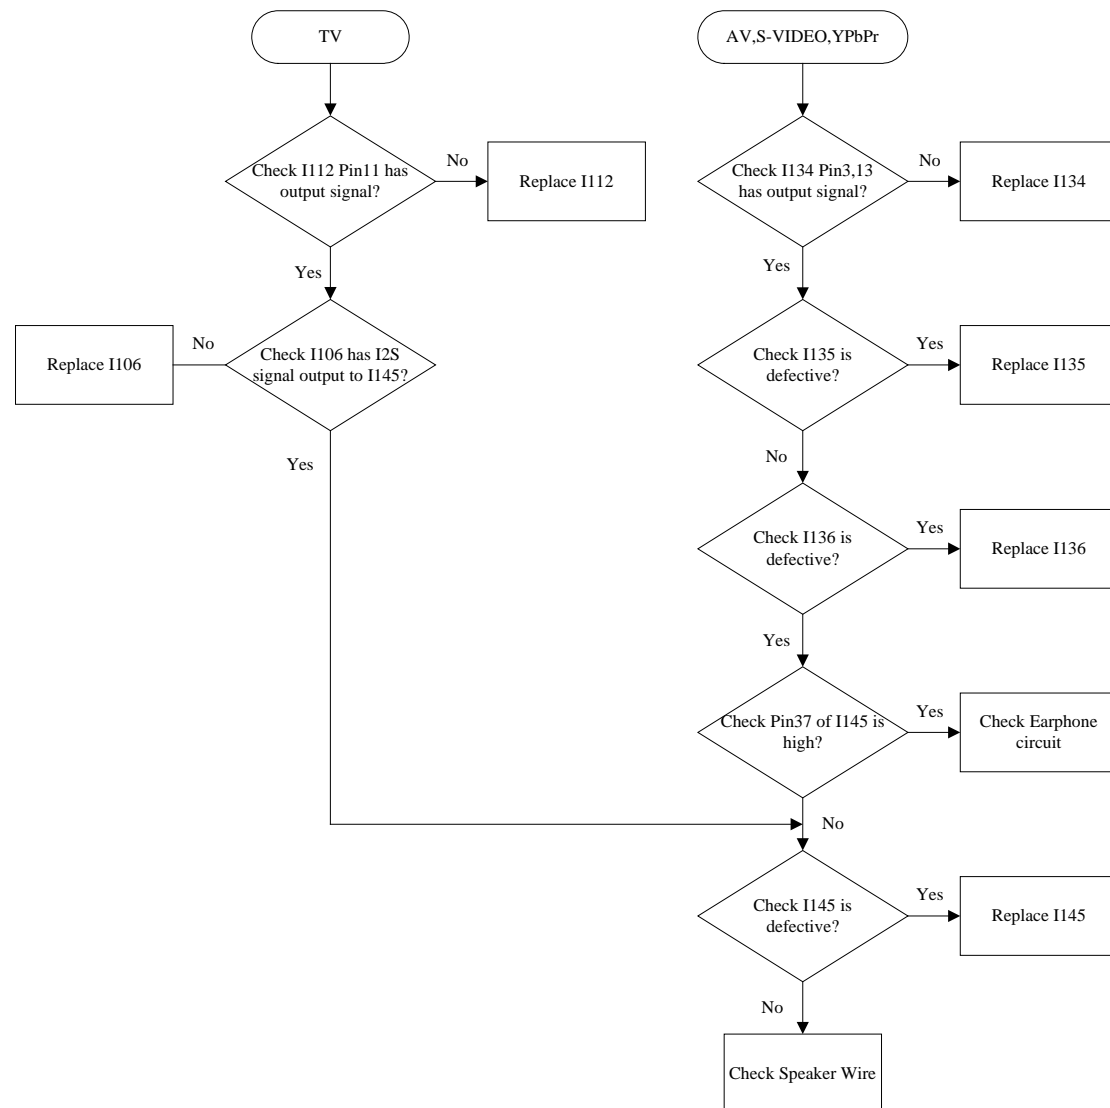 TV
Check I112 Pin11 has
output signal?
No
Replace I112
Yes
Check I106 has I2S
signal output to I145?
No
Replace I106
Yes
AV,S-VIDEO,YPbPr
Check I134 Pin3,13
has output signal?
No
Replace I134
Yes
Check I135 is
defective?
Yes
Replace I135
No
Check I136 is
defective?
Yes
Replace I136
Yes
Check Pin37 of I145 is
high?
Yes
Check Earphone
circuit
No
Check I145 is
defective?
Yes
Replace I145
No
Check Speaker Wire